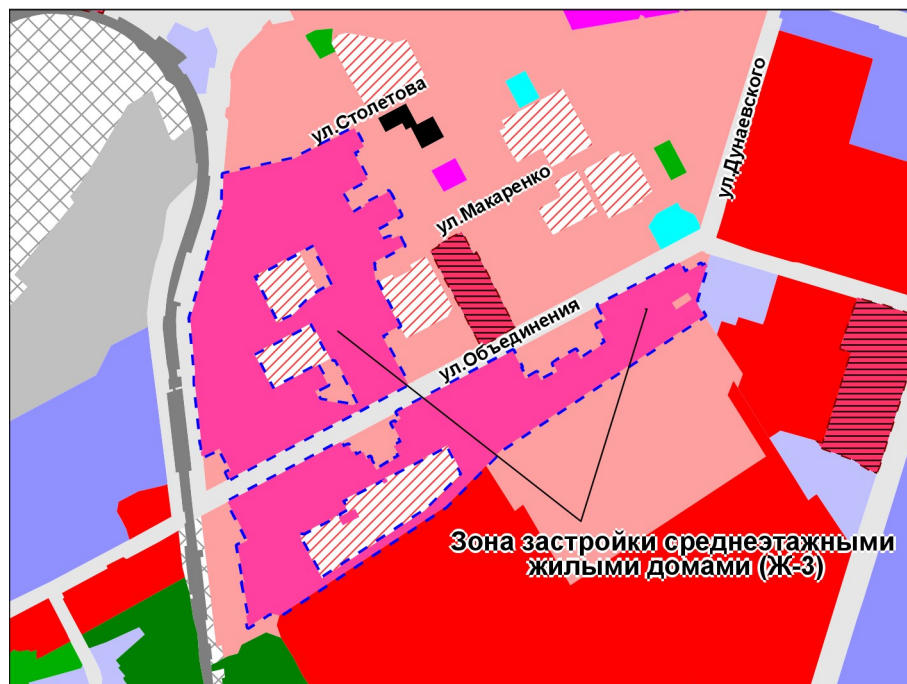 ул.Столетова
ул.Дунаевского
ул.Макаренко
ул.Объединения
Зона застройки среднеэтажными
жилыми домами (Ж-3)